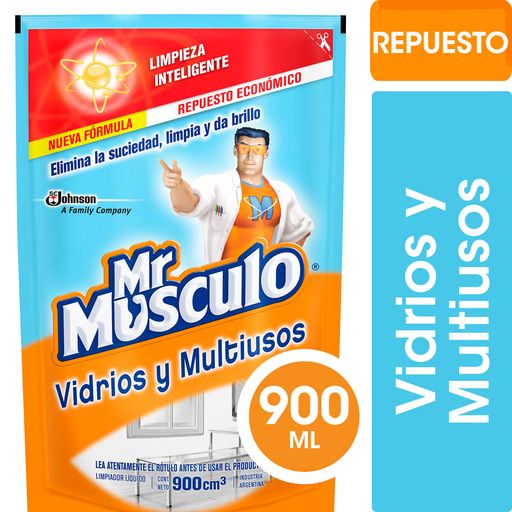 LIMPIEZA
INTELIGENTE
REPUESTO ECONÓMICO
NUEVA FÓRMULA
Elimina la suciedad, limpia y da brillo
SC
Johnson
A Family Company
M
Mr
Músculo®
Vidrios y Multiusos
900
ML
LEA ATENTAMENTE EL RÓTULO ANTES DE USAR EL PRODUCT
LIMPIADOR LÍQUIDO
CONT.
NETO
900cm³
INDUSTRIA
ARGENTINA
REPUESTO
Vidrios y
Multiusos